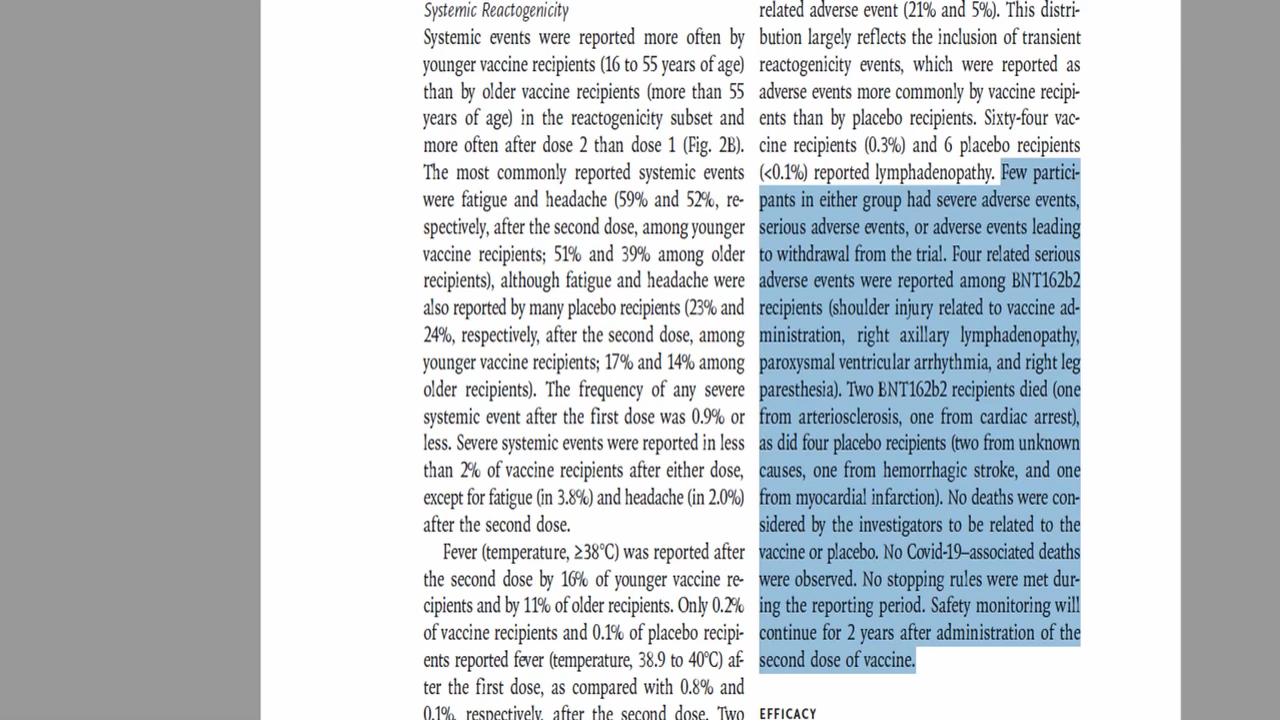 Systemic Reactogenicity
Systemic events were reported more often by
younger vaccine recipients (16 to 55 years of age)
than by older vaccine recipients (more than 55
years of age) in the reactogenicity subset and
more often after dose 2 than dose 1 (Fig. 2B).
The most commonly reported systemic events
were fatigue and headache (59% and 52%, re-
spectively, after the second dose, among younger
vaccine recipients; 51% and 39% among older
recipients), although fatigue and headache were
also reported by many placebo recipients (23% and
24%, respectively, after the second dose, among
younger vaccine recipients; 17% and 14% among
older recipients). The frequency of any severe
systemic event after the first dose was 0.9% or
less. Severe systemic events were reported in less
than 2% of vaccine recipients after either dose,
except for fatigue (in 3.8%) and headache (in 2.0%)
after the second dose.
Fever (temperature, ≥38°C) was reported after
the second dose by 16% of younger vaccine re-
cipients and by 11% of older recipients. Only 0.2%
of vaccine recipients and 0.1% of placebo recipi-
ents reported fever (temperature, 38.9 to 40°C) af-
ter the first dose, as compared with 0.8% and
0.1%, respectively, after the second dose. Two
related adverse event (21% and 5%). This distri-
bution largely reflects the inclusion of transient
reactogenicity events, which were reported as
adverse events more commonly by vaccine recipi-
ents than by placebo recipients. Sixty-four vac-
cine recipients (0.3%) and 6 placebo recipients
(<0.1%) reported lymphadenopathy. Few partici-
pants in either group had severe adverse events,
serious adverse events, or adverse events leading
to withdrawal from the trial. Four related serious
adverse events were reported among BNT162b2
recipients (shoulder injury related to vaccine ad-
ministration, right axillary lymphadenopathy,
paroxysmal ventricular arrhythmia, and right leg
paresthesia). Two BNT162b2 recipients died (one
from arteriosclerosis, one from cardiac arrest),
as did four placebo recipients (two from unknown
causes, one from hemorrhagic stroke, and one
from myocardial infarction). No deaths were con-
sidered by the investigators to be related to the
vaccine or placebo. No Covid-19–associated deaths
were observed. No stopping rules were met dur-
ing the reporting period. Safety monitoring will
continue for 2 years after administration of the
second dose of vaccine.
EFFICACY